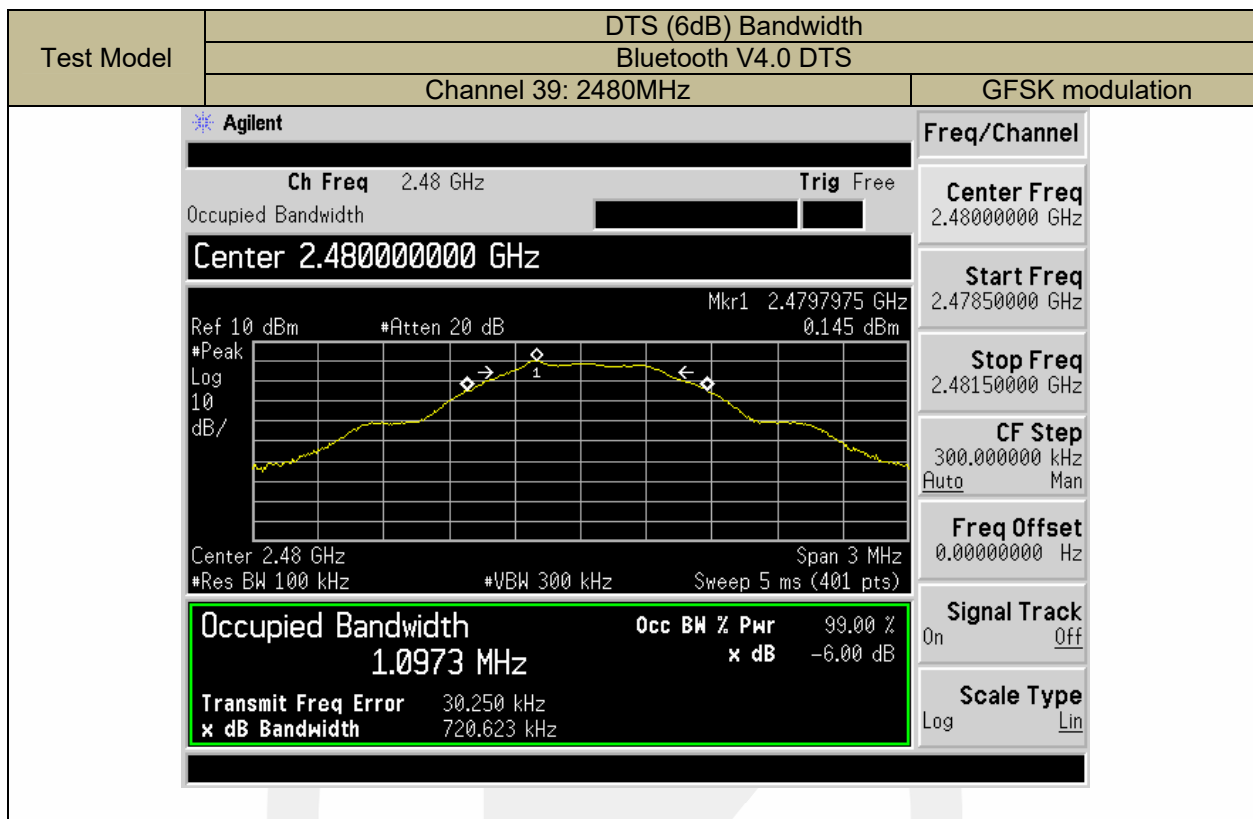 Test Model
DTS (6dB) Bandwidth
Bluetooth V4.0 DTS
Channel 39: 2480MHz GFSK modulation
Agilent
Freq/Channel
Ch Freq 2.48 GHz Trig Free
Occupied Bandwidth
Center Freq
2.48000000 GHz
Center 2.480000000 GHz
Start Freq
2.47850000 GHz
Mkr1 2.4797975 GHz
Ref 10 dBm #Atten 20 dB 0.145 dBm
#Peak
Log
10
dB/
1
Stop Freq
2.48150000 GHz
CF Step
300.000000 kHz
Auto Man
Freq Offset
0.00000000 Hz
Center 2.48 GHz Span 3 MHz
#Res BW 100 kHz #VBW 300 kHz Sweep 5 ms (401 pts)
Signal Track
On Off
Occupied Bandwidth Occ BW % Pwr 99.00 %
1.0973 MHz x dB -6.00 dB
Transmit Freq Error 30.250 kHz
x dB Bandwidth 720.623 kHz
Scale Type
Log Lin